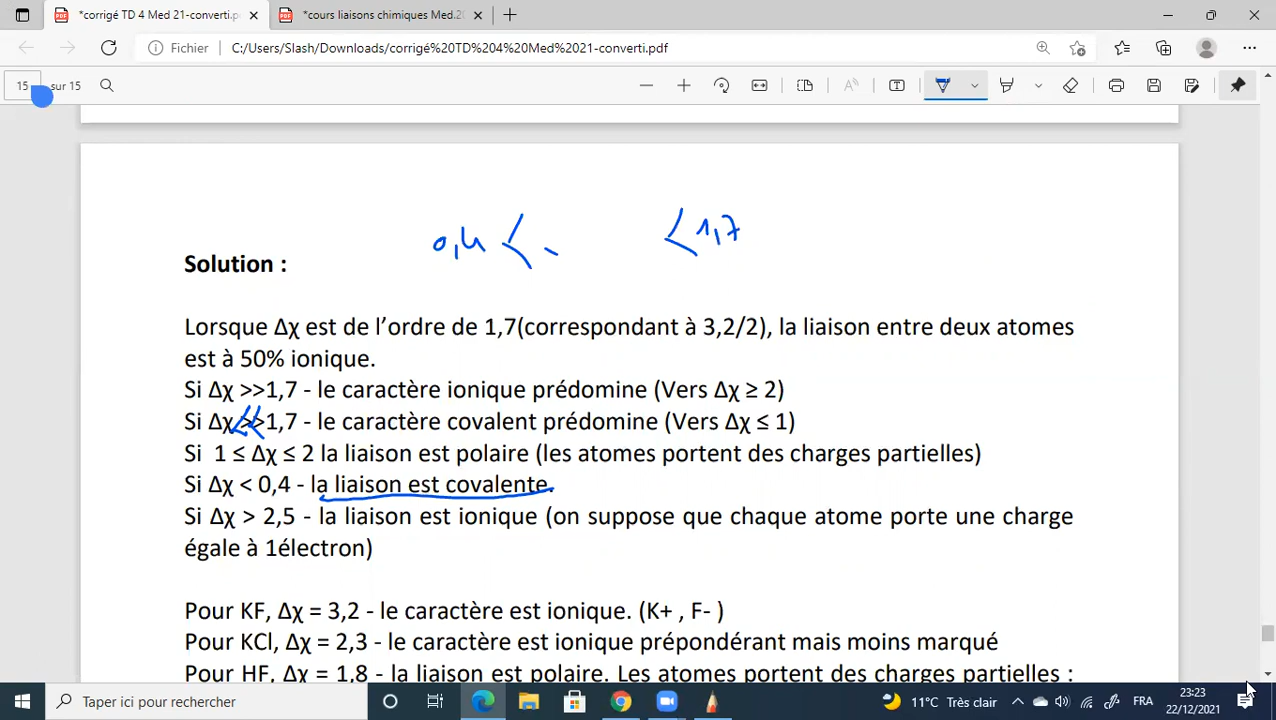 *corrigé TD 4 Med 21-converti.p
*cours liaisons chimiques Med.2
Fichier
C:/Users/Slash/Downloads/corrigé%20TD%204%20Med%2021-converti.pdf
15 sur 15
0,4 < < 1,7
Solution :
Lorsque Δχ est de l’ordre de 1,7(correspondant à 3,2/2), la liaison entre deux atomes
est à 50% ionique.
Si Δχ >>1,7 - le caractère ionique prédomine (Vers Δχ ≥ 2)
Si Δχ >>1,7 - le caractère covalent prédomine (Vers Δχ ≤ 1)
Si 1 ≤ Δχ ≤ 2 la liaison est polaire (les atomes portent des charges partielles)
Si Δχ < 0,4 - la liaison est covalente.
Si Δχ > 2,5 - la liaison est ionique (on suppose que chaque atome porte une charge
égale à 1électron)
Pour KF, Δχ = 3,2 - le caractère est ionique. (K+ , F- )
Pour KCl, Δχ = 2,3 - le caractère est ionique prépondérant mais moins marqué
Pour HF, Δχ = 1,8 - la liaison est polaire. Les atomes portent des charges partielles :
Taper ici pour rechercher
11°C Très clair
FRA
23:23
22/12/2021